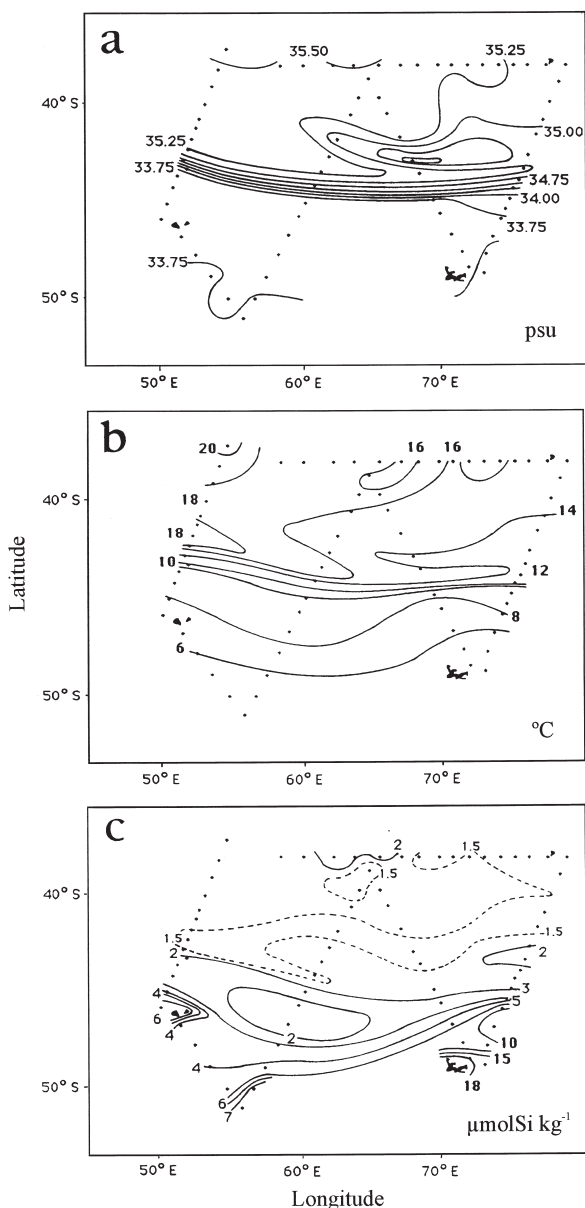 a
35.50
35.25
40° S
35.00
35.25
33.75
34.75
34.00
33.75
33.75
50° S
psu
50° E
60° E
70° E
b
20
16
16
40° S
18
14
18
10
12
8
6
50° S
°C
50° E
60° E
70° E
Latitude
c
2
1.5
40° S
1.5
1.5
2
1.5
2
4
3
5
6
4
2
10
4
15
50° S
6
18
7
µmolSi kg-1
50° E
60° E
70° E
Longitude